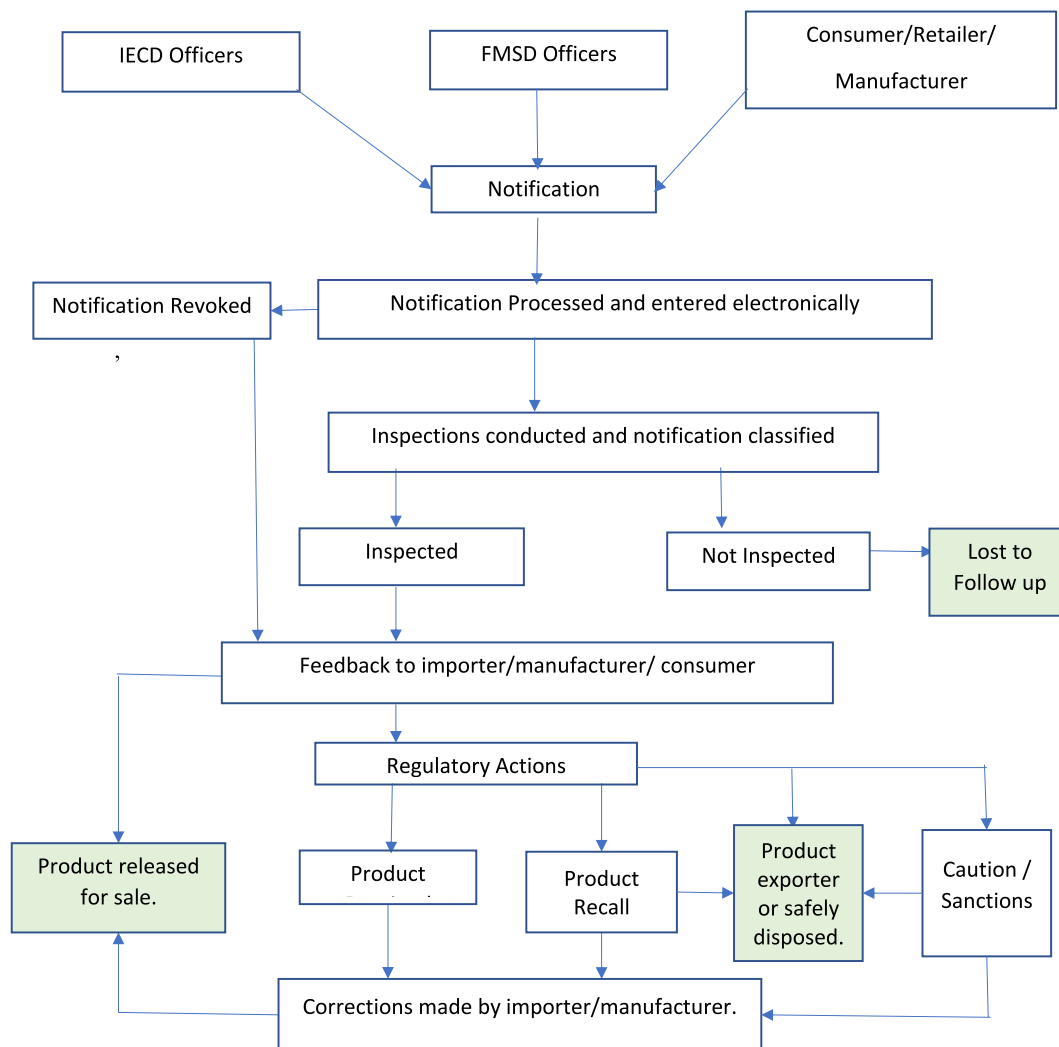 IECD Officers
FMSD Officers
Consumer/Retailer/
Manufacturer
Notification
Notification Revoked
Notification Processed and entered electronically
,
Inspections conducted and notification classified
Inspected
Not Inspected
Lost to
Follow up
Feedback to importer/manufacturer/ consumer
Regulatory Actions
Product released
for sale.
Product
Product
Recall
Product
exporter
or safely
disposed.
Caution /
Sanctions
Corrections made by importer/manufacturer.